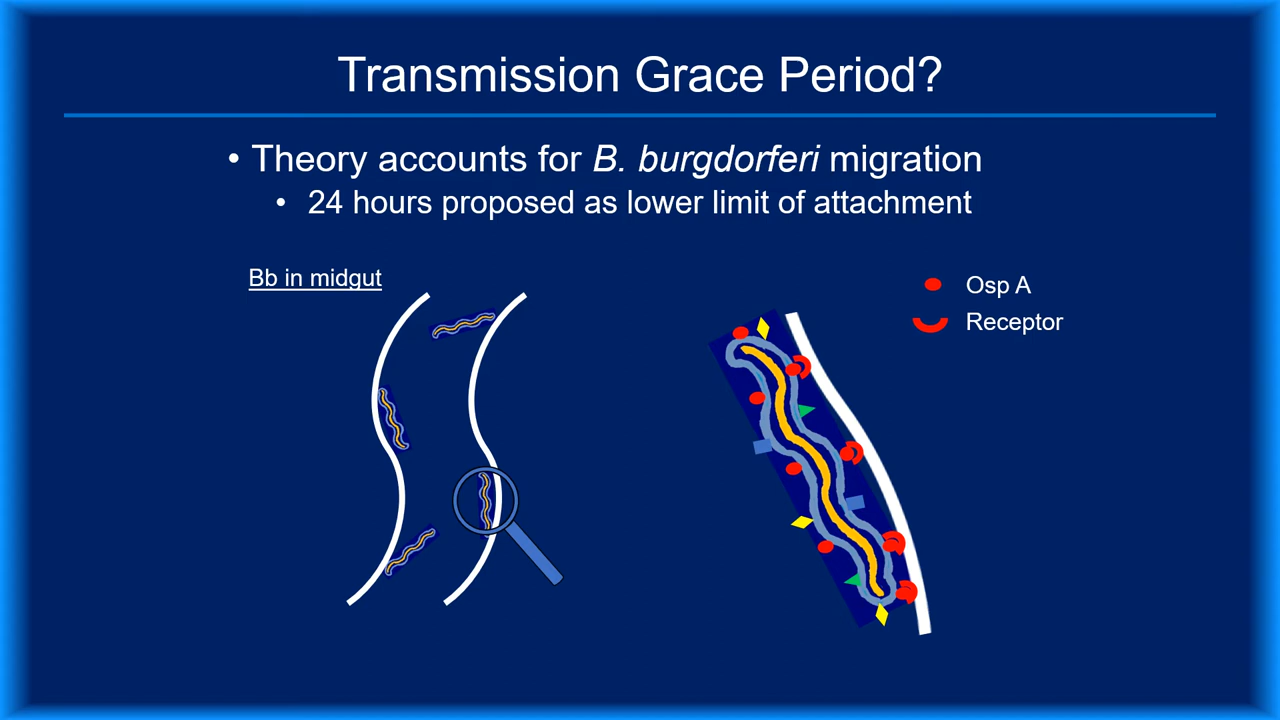 Transmission Grace Period?
• Theory accounts for B. burgdorferi migration
• 24 hours proposed as lower limit of attachment
Bb in midgut
Osp A
Receptor